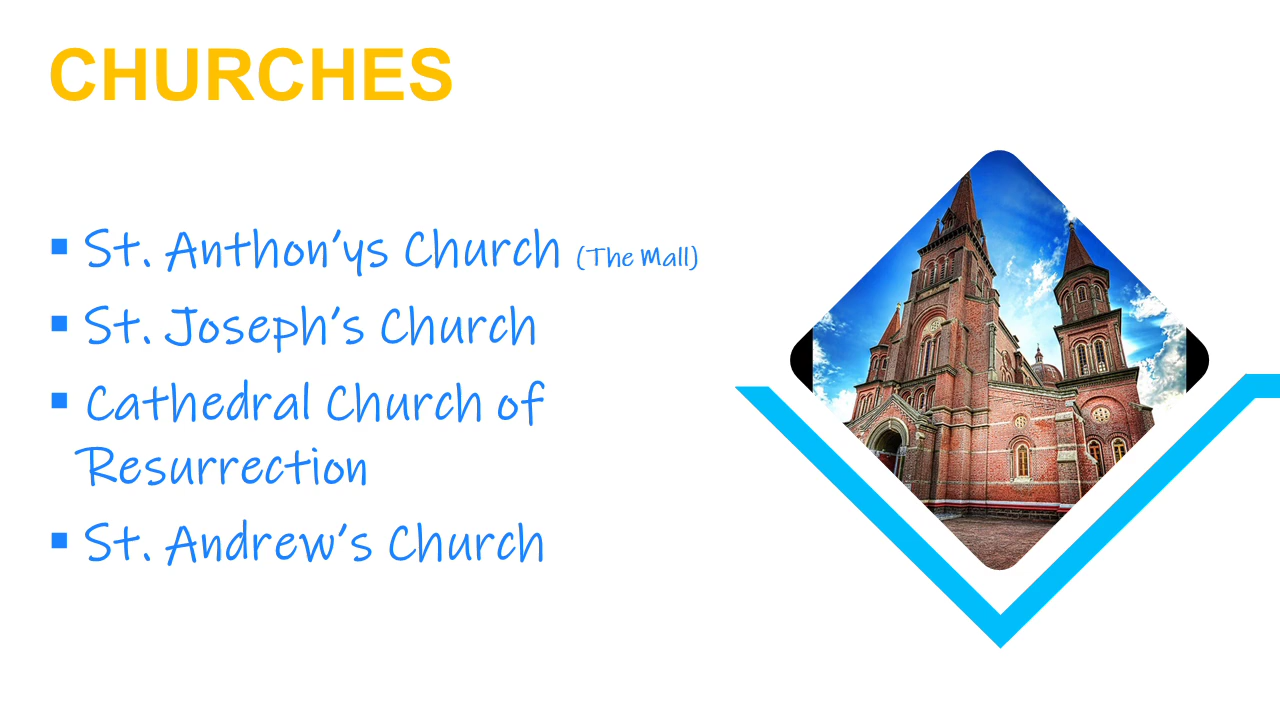 CHURCHES
▪ St. Anthon’ys Church (The Mall)
▪ St. Joseph’s Church
▪ Cathedral Church of
Resurrection
▪ St. Andrew’s Church